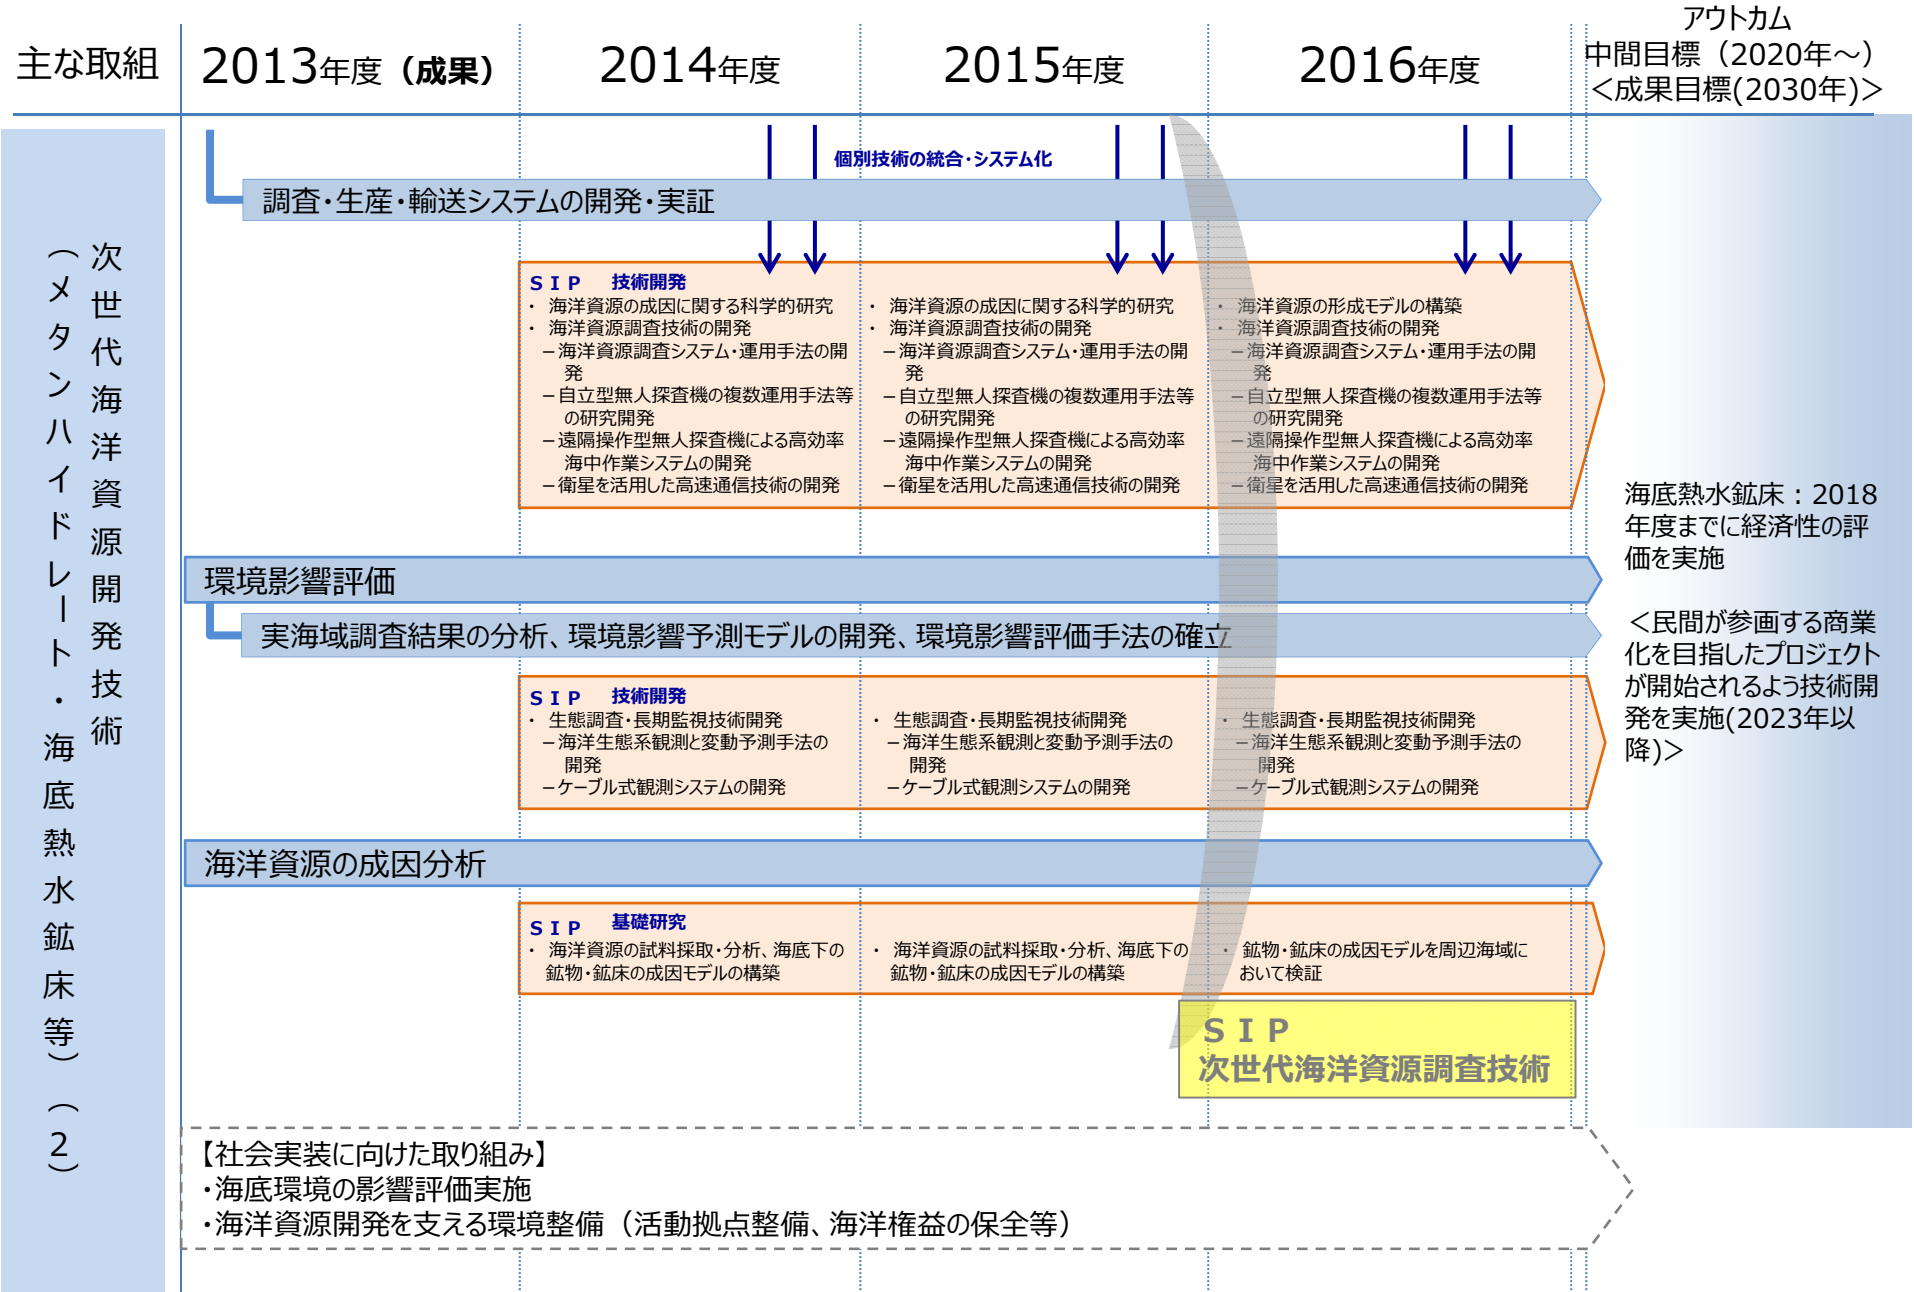 主な取組
2013年度（成果）
2014年度
2015年度
2016年度
アウトカム
中間目標（2020年～）
＜成果目標(2030年)＞
次世代海洋資源開発技術
（メタンハイドレート・海底熱水鉱床等）（２）
個別技術の統合・システム化
調査・生産・輸送システムの開発・実証
ＳＩＰ　技術開発
・ 海洋資源の成因に関する科学的研究
・ 海洋資源調査技術の開発
－海洋資源調査システム・運用手法の開
発
－自立型無人探査機の複数運用手法等
の研究開発
－遠隔操作型無人探査機による高効率
海中作業システムの開発
－衛星を活用した高速通信技術の開発
・ 海洋資源の成因に関する科学的研究
・ 海洋資源調査技術の開発
－海洋資源調査システム・運用手法の開
発
－自立型無人探査機の複数運用手法等
の研究開発
－遠隔操作型無人探査機による高効率
海中作業システムの開発
－衛星を活用した高速通信技術の開発
・ 海洋資源の形成モデルの構築
・ 海洋資源調査技術の開発
－海洋資源調査システム・運用手法の開
発
－自立型無人探査機の複数運用手法等
の研究開発
－遠隔操作型無人探査機による高効率
海中作業システムの開発
－衛星を活用した高速通信技術の開発
環境影響評価
実海域調査結果の分析、環境影響予測モデルの開発、環境影響評価手法の確立
ＳＩＰ　技術開発
・ 生態調査・長期監視技術開発
－海洋生態系観測と変動予測手法の
開発
－ケーブル式観測システムの開発
・ 生態調査・長期監視技術開発
－海洋生態系観測と変動予測手法の
開発
－ケーブル式観測システムの開発
・ 生態調査・長期監視技術開発
－海洋生態系観測と変動予測手法の
開発
－ケーブル式観測システムの開発
海洋資源の成因分析
ＳＩＰ　基礎研究
・ 海洋資源の試料採取・分析、海底下の
鉱物・鉱床の成因モデルの構築
・ 海洋資源の試料採取・分析、海底下の
鉱物・鉱床の成因モデルの構築
・ 鉱物・鉱床の成因モデルを周辺海域に
おいて検証
ＳＩＰ
次世代海洋資源調査技術
海底熱水鉱床：2018
年度までに経済性の評
価を実施
＜民間が参画する商業
化を目指したプロジェクト
が開始されるよう技術開
発を実施(2023年以
降)＞
【社会実装に向けた取り組み】
・海底環境の影響評価実施
・海洋資源開発を支える環境整備（活動拠点整備、海洋権益の保全等）